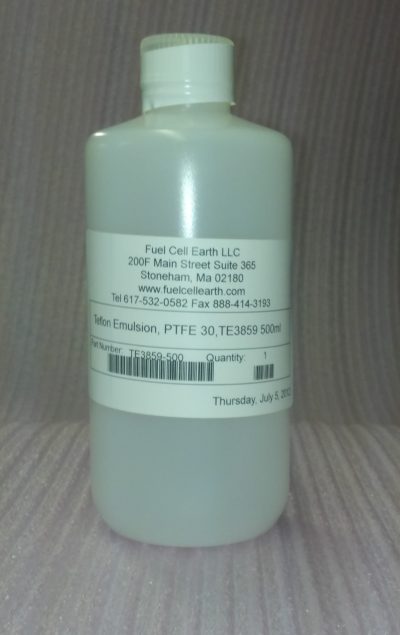 Fuel Cell Earth LLC
200F Main Street Suite 365
Stoneham, Ma 02180
www.fuelcellearth.com
Tel 617-532-0582 Fax 888-414-3193
Teflon Emulsion, PTFE 30,TE3859 500ml
Part Number: TE3859-500 Quantity: 1
Thursday, July 5, 2012